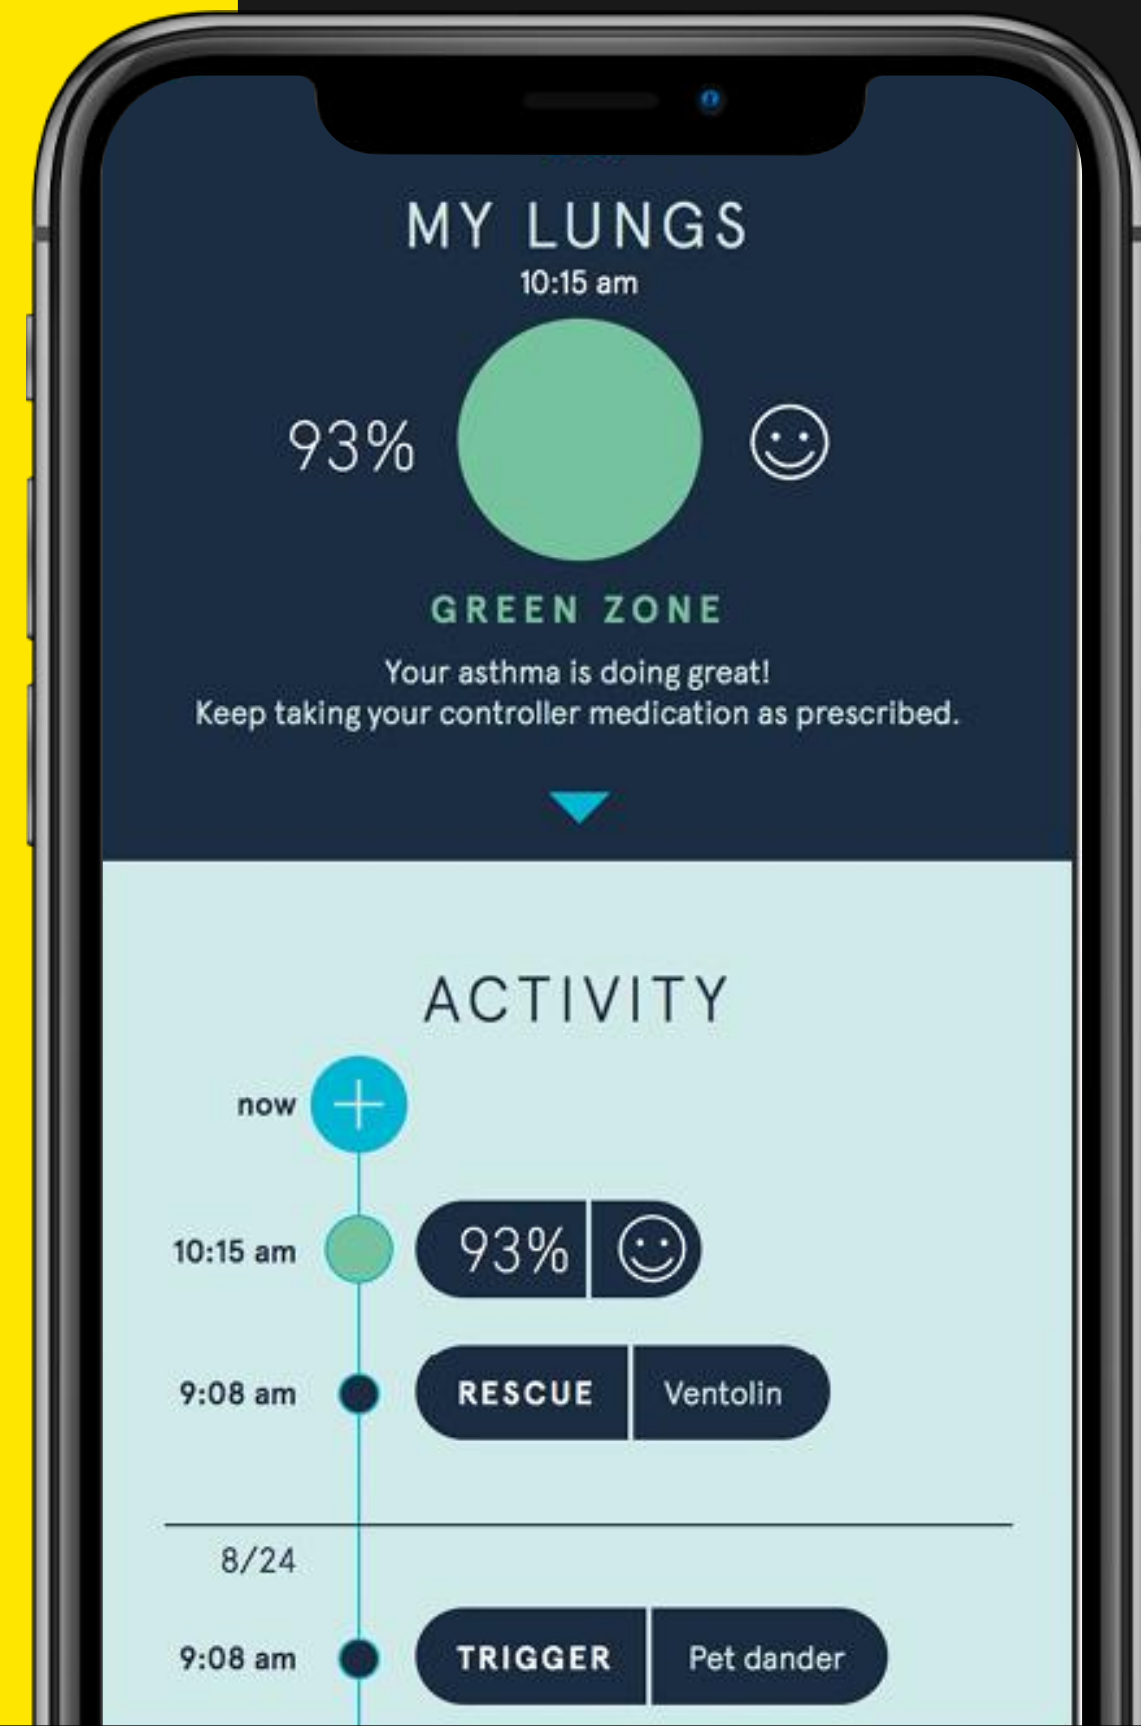 MY LUNGS
10:15 am
93%
GREEN ZONE
Your asthma is doing great!
Keep taking your controller medication as prescribed.
ACTIVITY
now
10:15 am 93%
9:08 am RESCUE Ventolin
8/24
9:08 am TRIGGER Pet dander